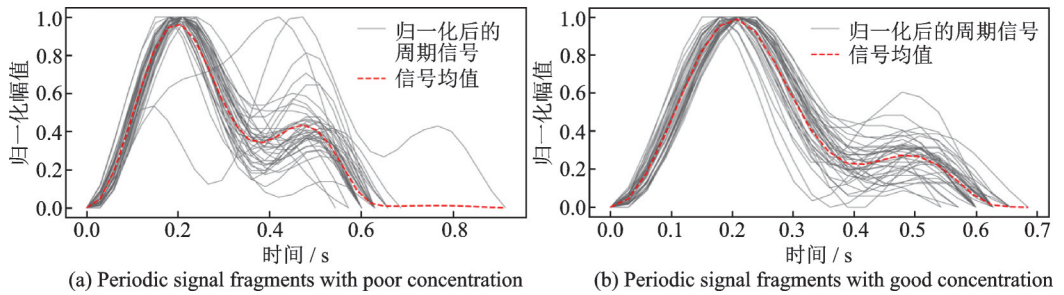 1.0
0.8
0.6
0.4
0.2
0.0
归一化幅值
归一化后的
周期信号
信号均值
0.0 0.2 0.4 0.6 0.8
时间 / s
(a) Periodic signal fragments with poor concentration
1.0
0.8
0.6
0.4
0.2
0.0
归一化幅值
归一化后的周期信号
信号均值
0.0 0.1 0.2 0.3 0.4 0.5 0.6 0.7
时间 / s
(b) Periodic signal fragments with good concentration